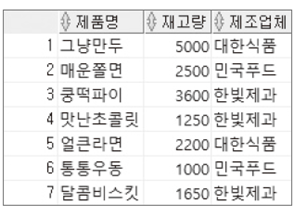 제품명 재고량 제조업체
1 그냥만두 5000 대한식품
2 매운쫄면 2500 민국푸드
3 쿵떡파이 3600 한빛제과
4 맛난초콜릿 1250 한빛제과
5 얼큰라면 2200 대한식품
6 통통우동 1000 민국푸드
7 달콤비스킷 1650 한빛제과